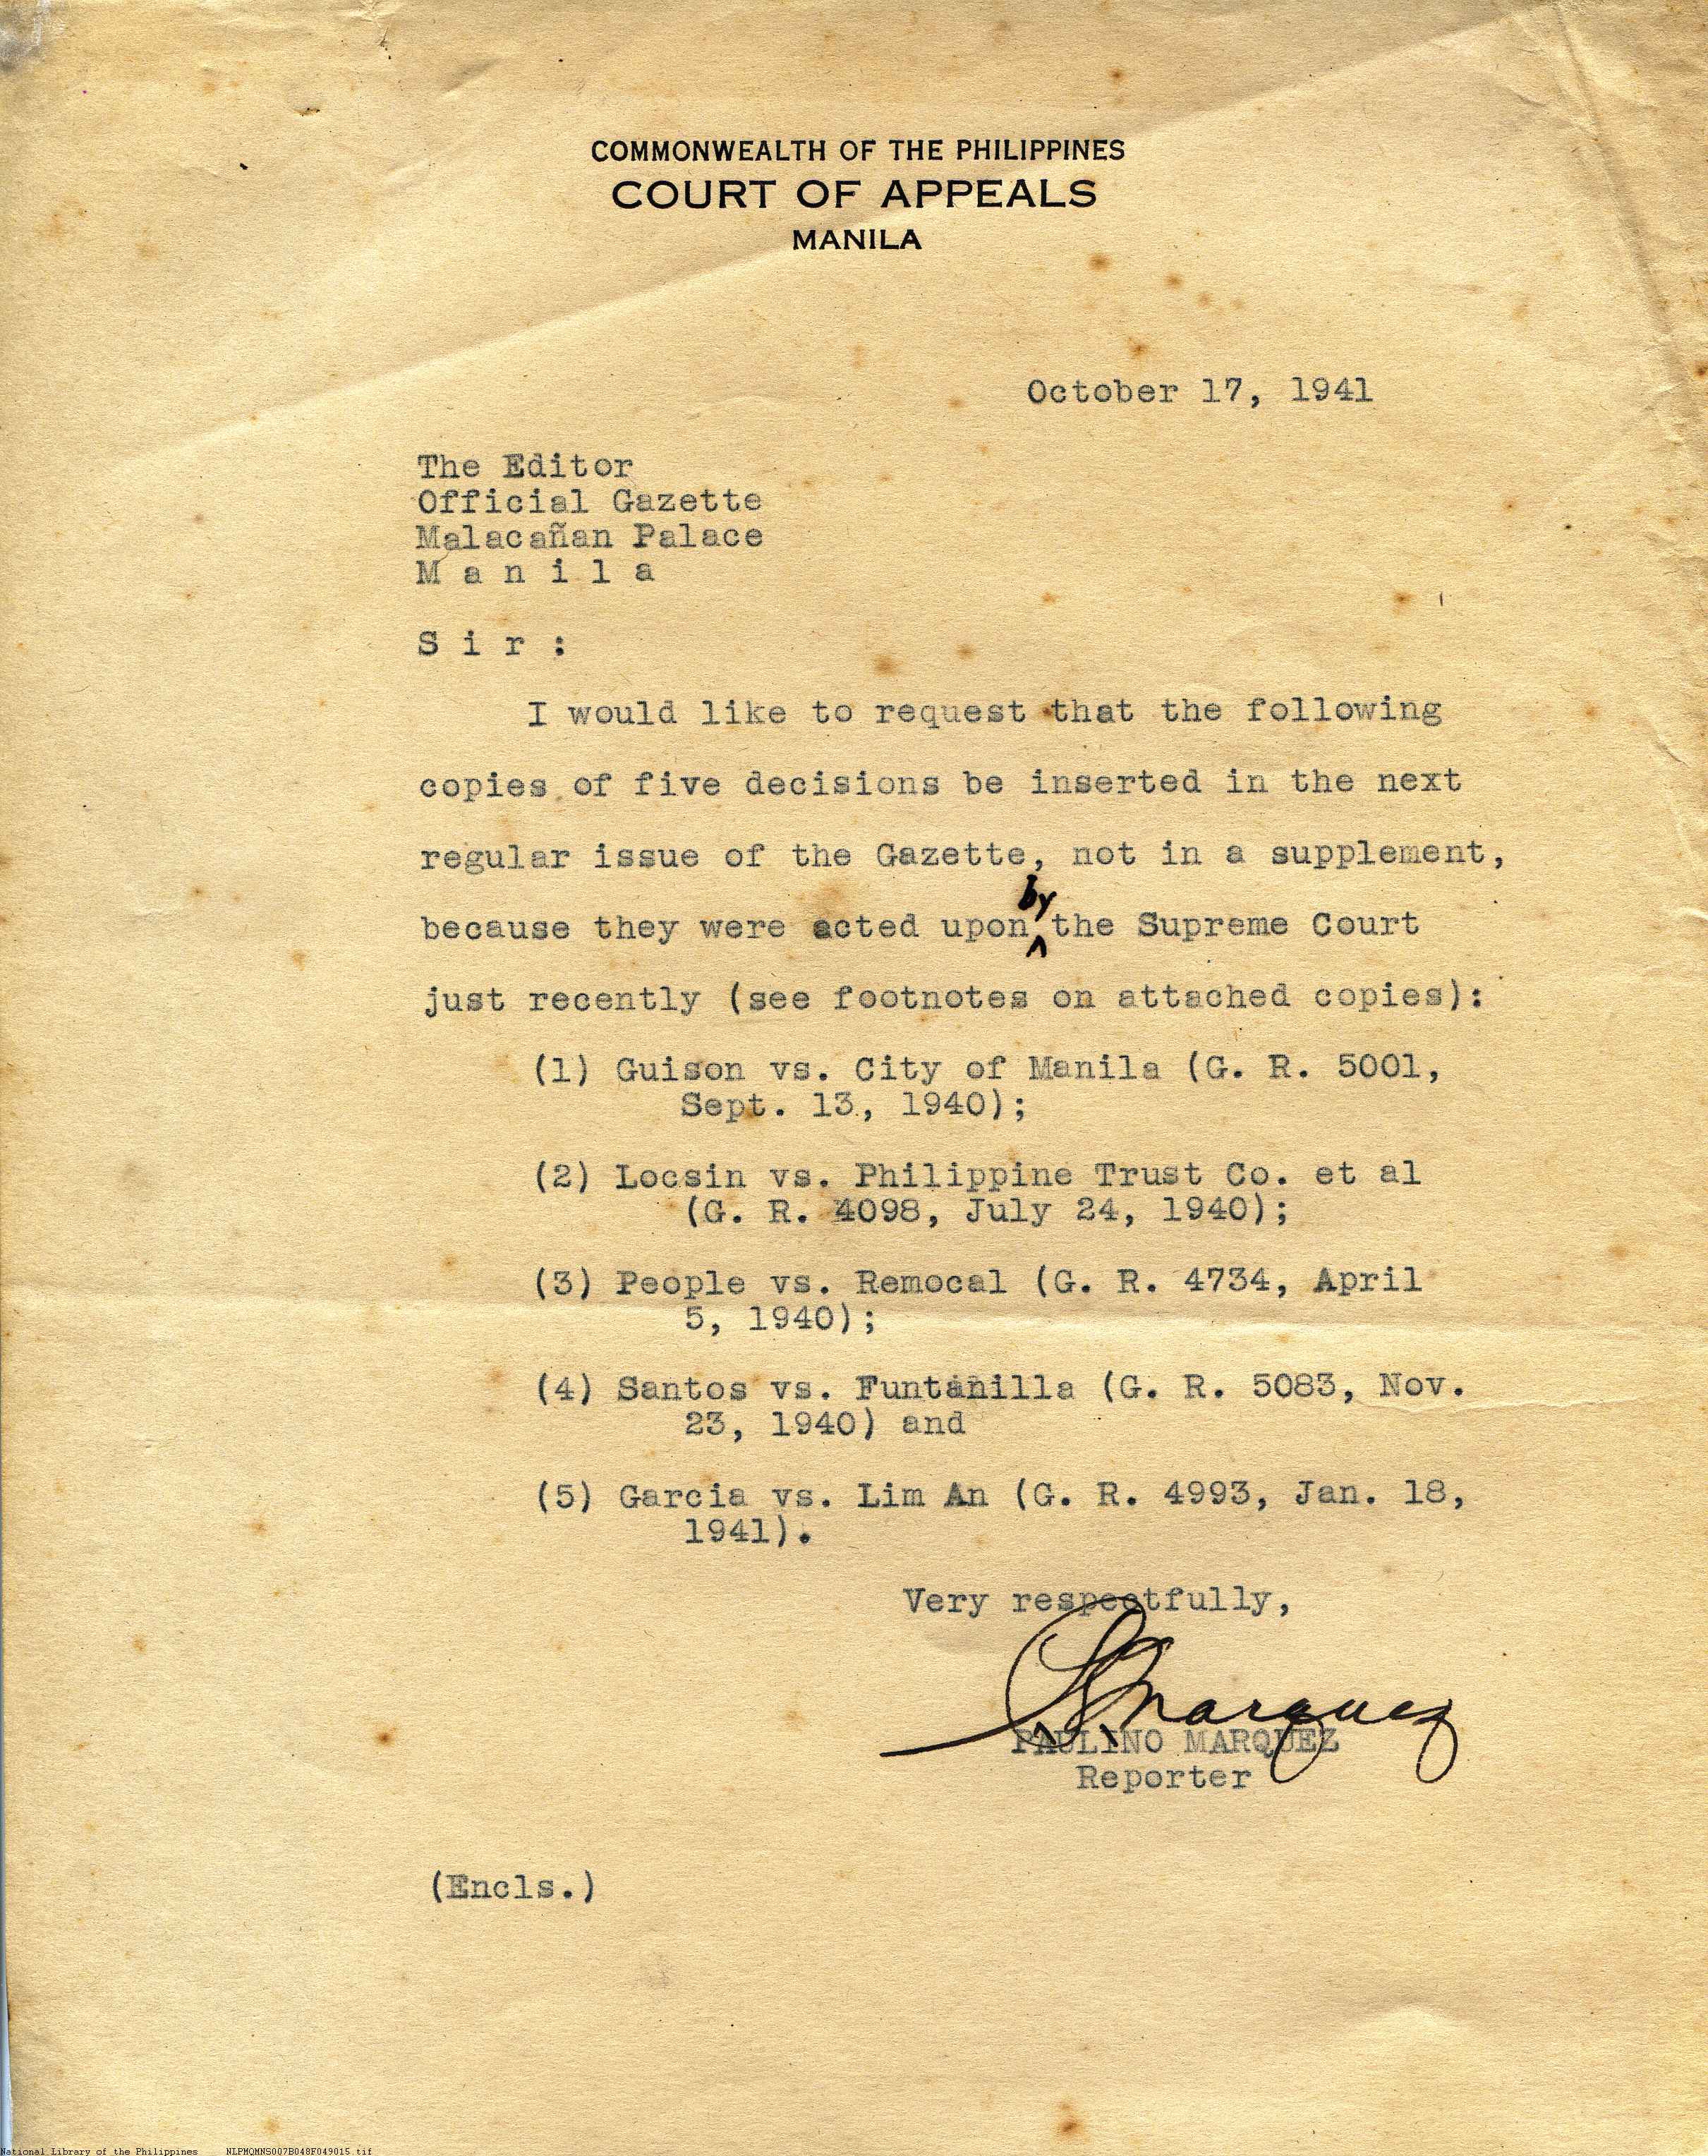 COMMONWEALTH OF THE PHILIPPINES
COURT OF APPEALS
MANILA
October 17, 1941
The Editor
Official Gazette
Malacañan Palace
M a n i l a
S i r :
I would like to request that the following
copies of five decisions be inserted in the next
regular issue of the Gazette, not in a supplement,
because they were acted upon by the Supreme Court
just recently (see footnotes on attached copies):
(1) Guison vs. City of Manila (G. R. 5001,
Sept. 13, 1940);
(2) Locsin vs. Philippine Trust Co. et al
(G. R. 4098, July 24, 1940);
(3) People vs. Remocal (G. R. 4734, April
5, 1940);
(4) Santos vs. Funtanilla (G. R. 5083, Nov.
23, 1940) and
(5) Garcia vs. Lim An (G. R. 4993, Jan. 18,
1941).
Very respectfully,
PMarquez
PAULINO MARQUEZ
Reporter
(Encls.)
National Library of the Philippines NLPMQMNS007B048F049015.tif